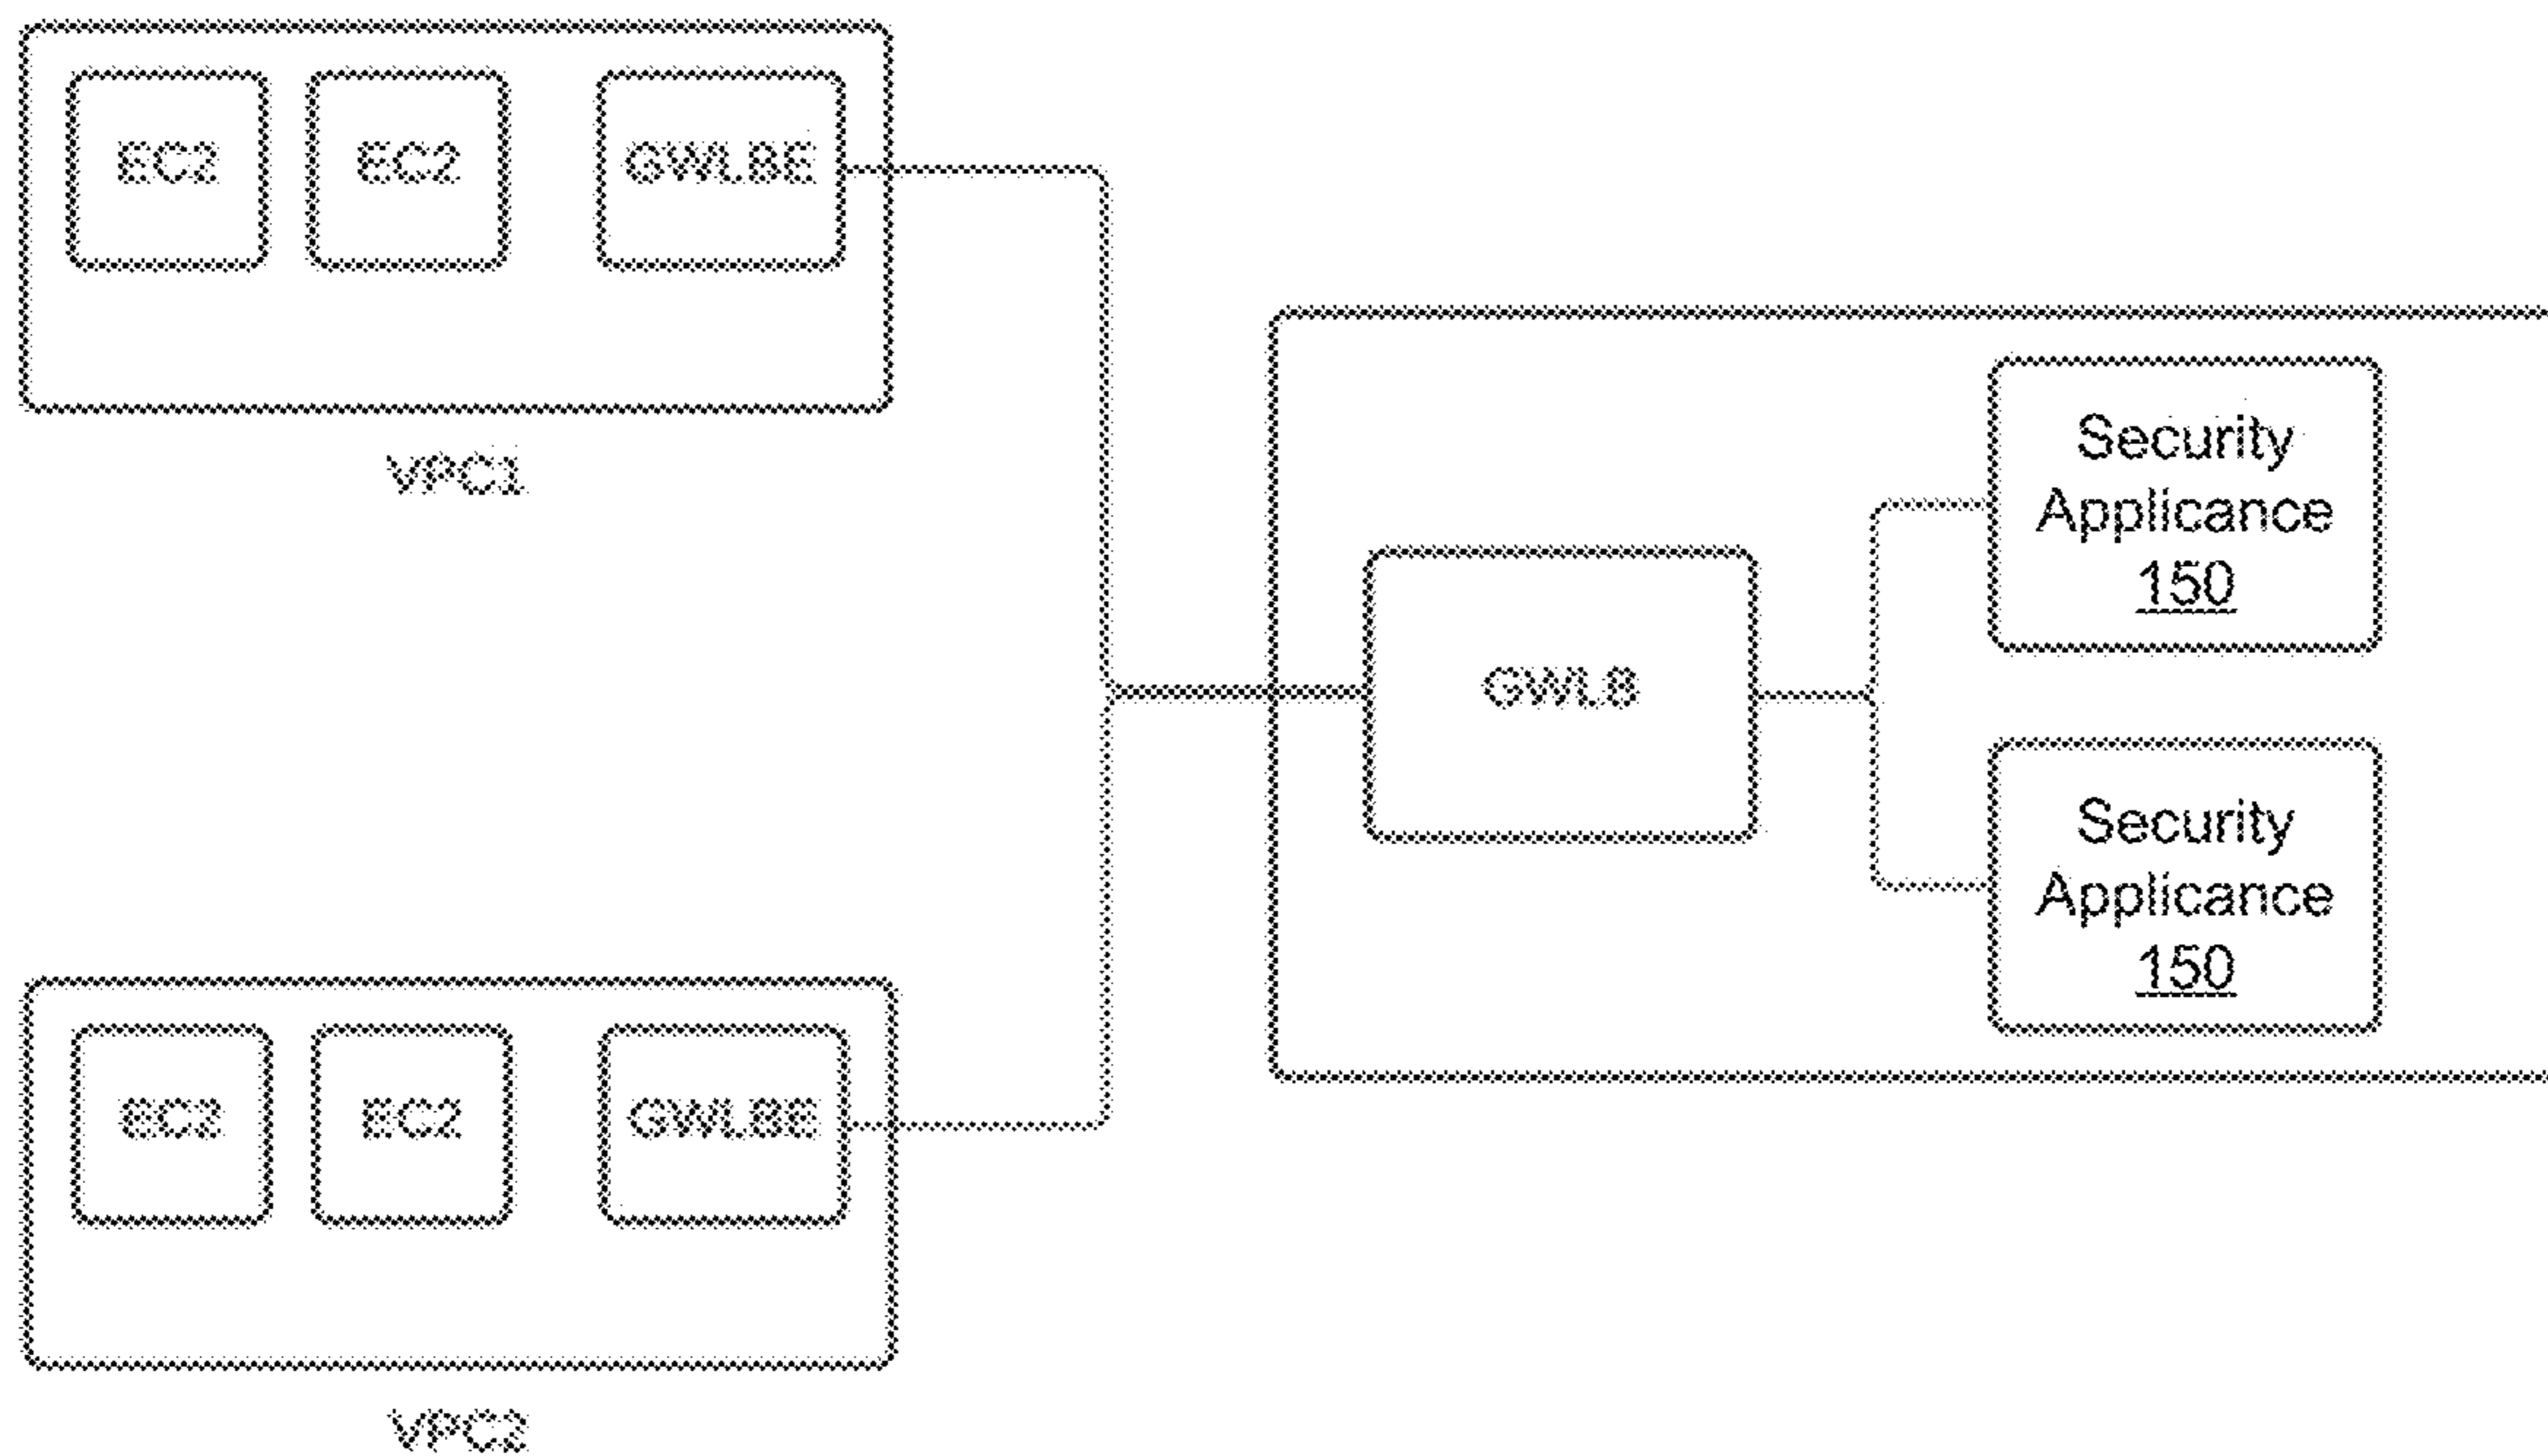 EC2
EC2
GWLBE
VPC1
Security
Applicance
150
GWLB
Security
Applicance
150
EC2
EC2
GWLBE
VPC2